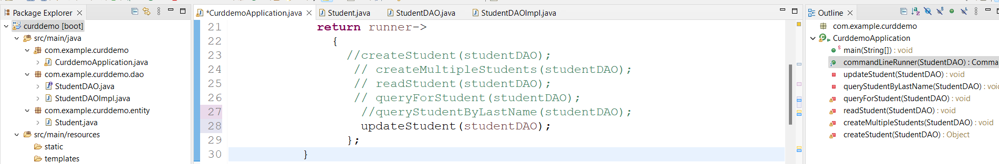 Package Explorer
curddemo [boot]
src/main/java
com.example.curddemo
CurddemoApplication.java
com.example.curddemo.dao
StudentDAO.java
StudentDAOImpl.java
com.example.curddemo.entity
Student.java
src/main/resources
static
templates
*CurddemoApplication.java
Student.java
StudentDAO.java
StudentDAOImpl.java
21 return runner->
22 {
23 //createStudent(studentDAO);
24 // createMultipleStudents(studentDAO);
25 // readStudent(studentDAO);
26 // queryForStudent(studentDAO);
27 //queryStudentByLastName(studentDAO);
28 updateStudent(studentDAO);
29 };
30 }
Outline
com.example.curddemo
CurddemoApplication
main(String[]) : void
commandLineRunner(StudentDAO) : Comma
updateStudent(StudentDAO) : void
queryStudentByLastName(StudentDAO) : voi
queryForStudent(StudentDAO) : void
readStudent(StudentDAO) : void
createMultipleStudents(StudentDAO) : void
createStudent(StudentDAO) : Object